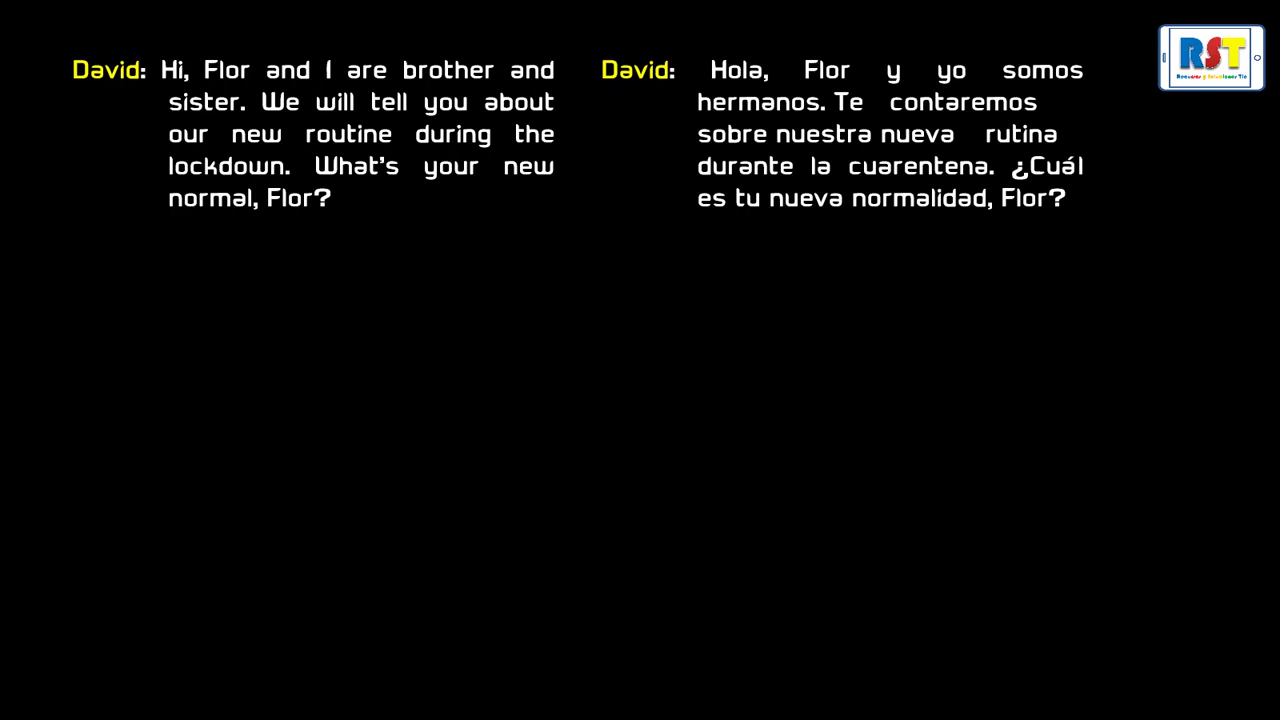 David: Hi, Flor and I are brother and
sister. We will tell you about
our new routine during the
lockdown. What's your new
normal, Flor?
David: Hola, Flor y yo somos
hermanos. Te contaremos
sobre nuestra nueva rutina
durante la cuarentena. ¿Cuál
es tu nueva normalidad, Flor?
RST